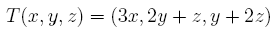 T(x, y, z) = (3x, 2y + z, y + 2z)